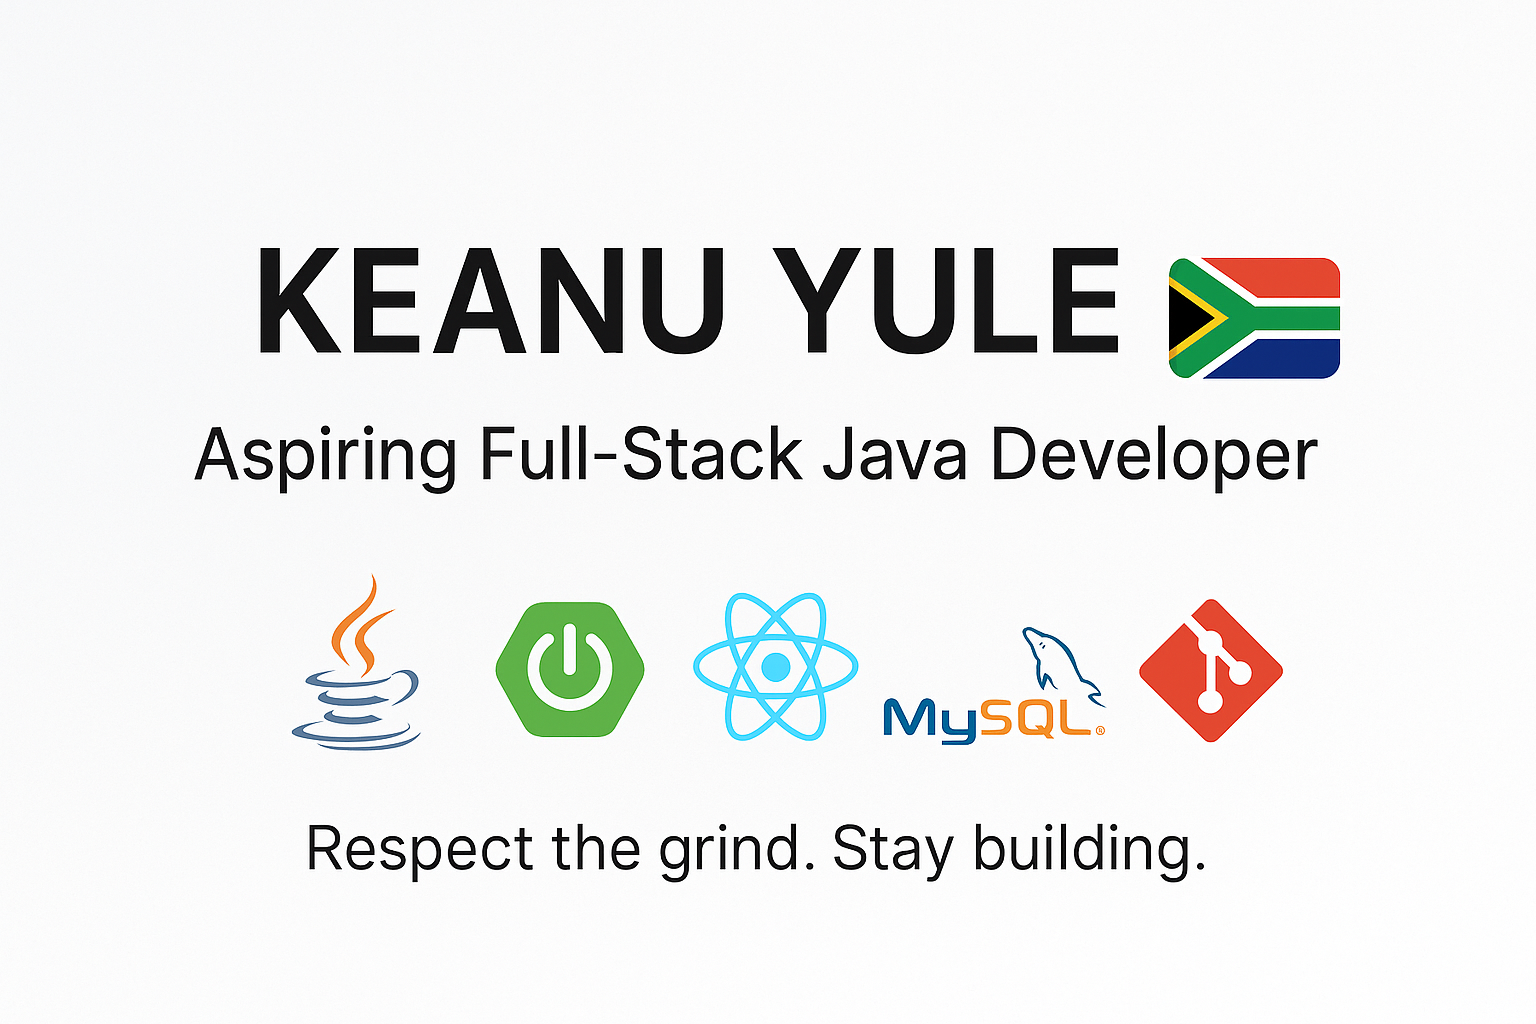 KEANU YULE
Aspiring Full-Stack Java Developer
MySQL®
Respect the grind. Stay building.